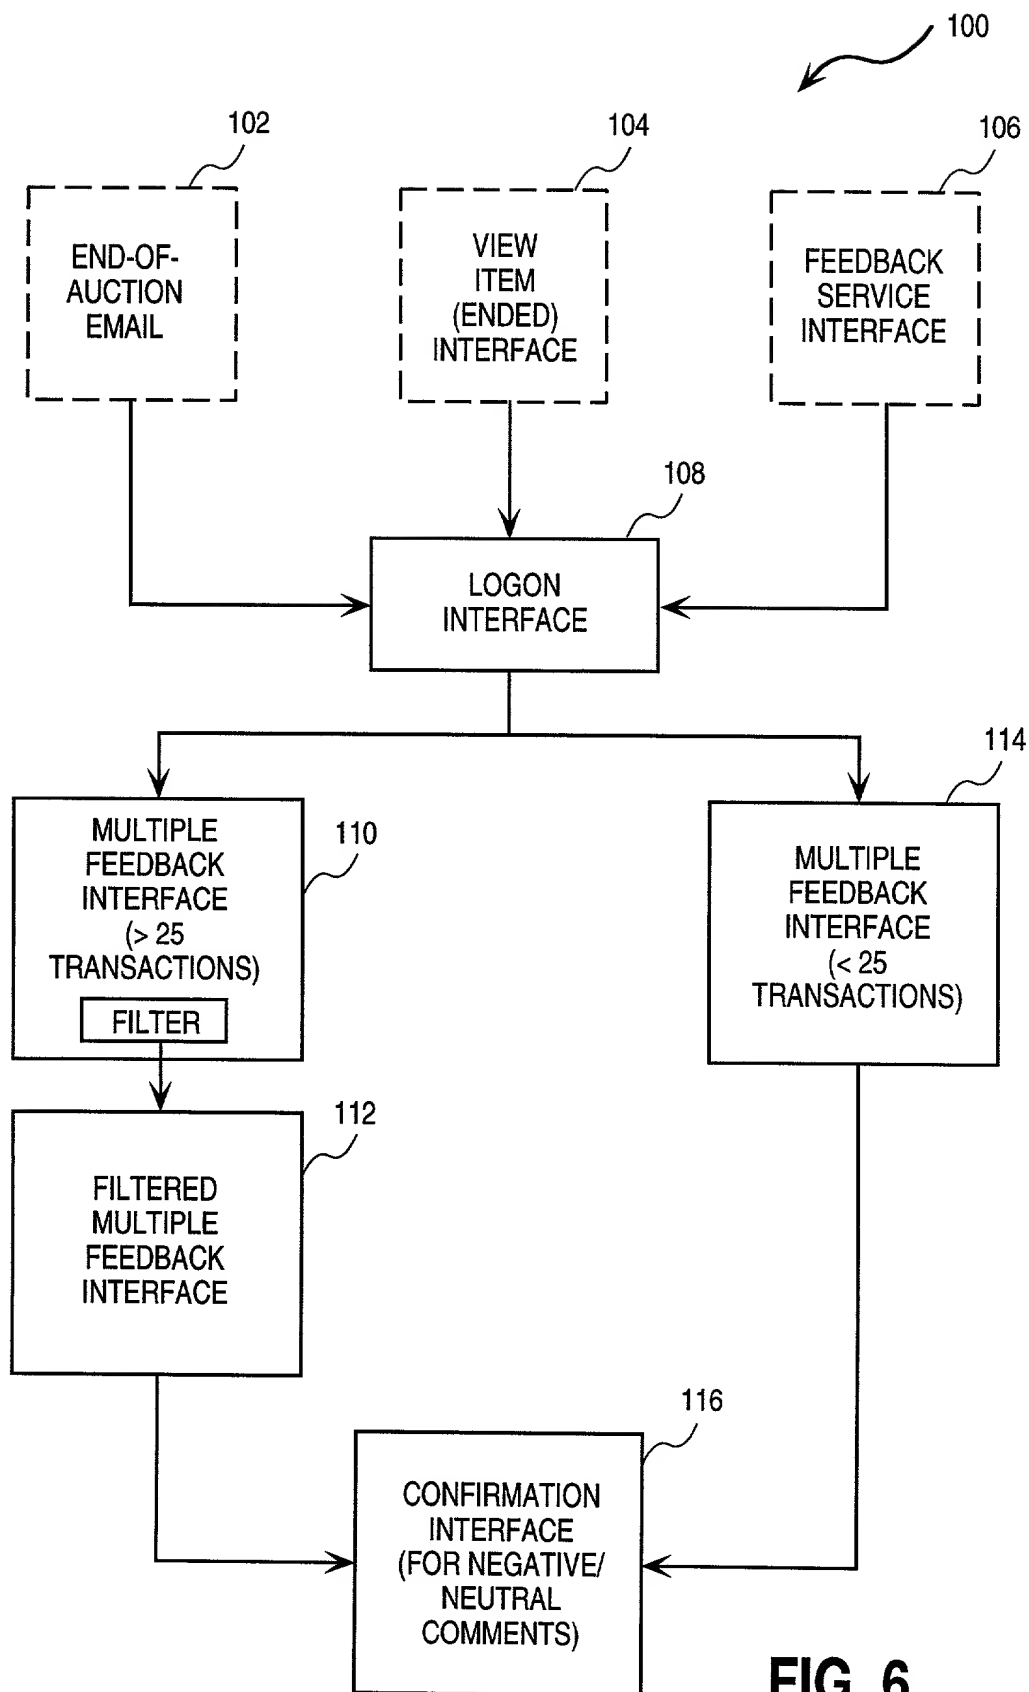 100
102
104
106
END-OF-
AUCTION
EMAIL
VIEW
ITEM
(ENDED)
INTERFACE
FEEDBACK
SERVICE
INTERFACE
108
LOGON
INTERFACE
114
110
MULTIPLE
FEEDBACK
INTERFACE
(> 25
TRANSACTIONS)
FILTER
MULTIPLE
FEEDBACK
INTERFACE
(< 25
TRANSACTIONS)
112
FILTERED
MULTIPLE
FEEDBACK
INTERFACE
116
CONFIRMATION
INTERFACE
(FOR NEGATIVE/
NEUTRAL
COMMENTS)
FIG. 6